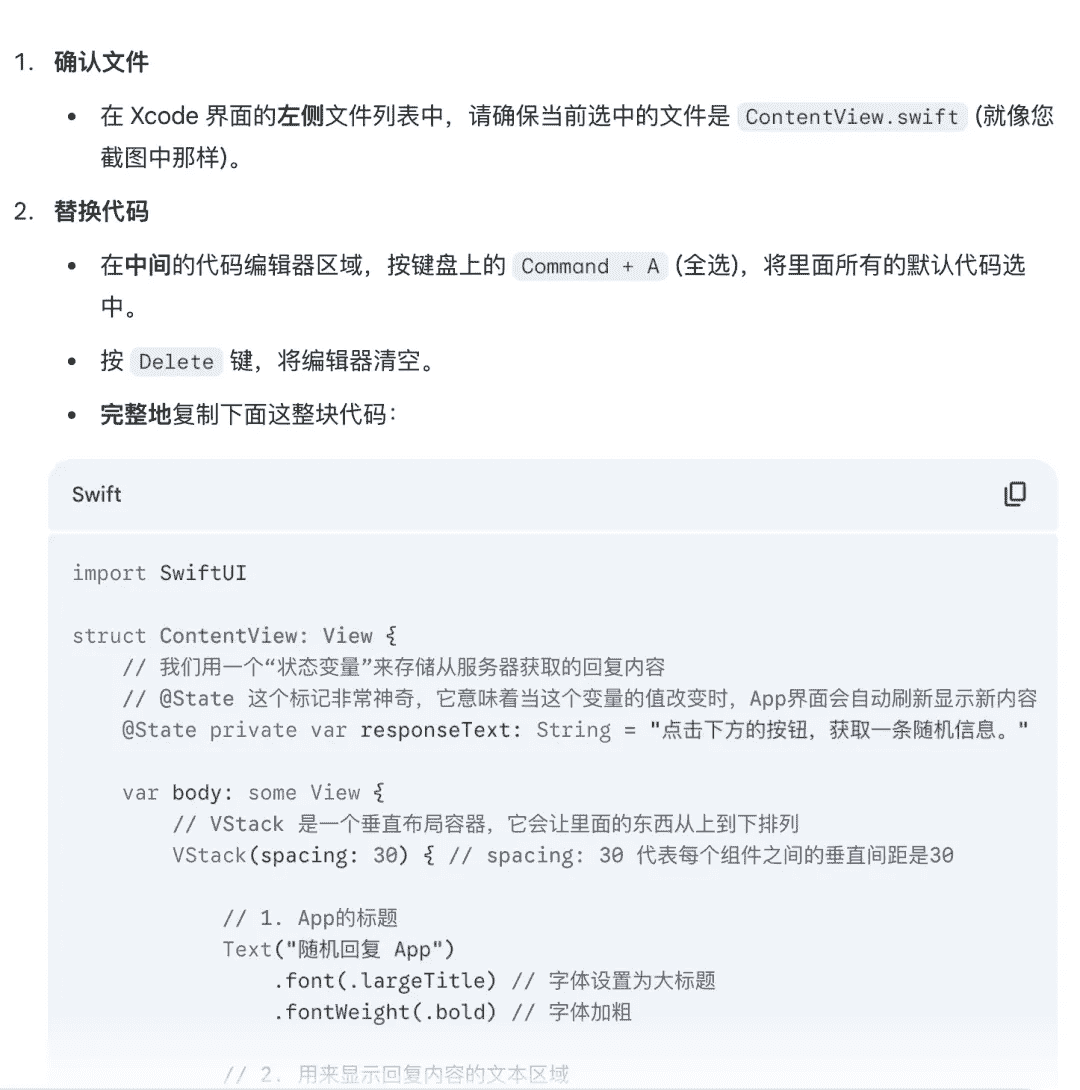 1. 确认文件
• 在 Xcode 界面的左侧文件列表中，请确保当前选中的文件是 ContentView.swift (就像您
截图中那样)。
2. 替换代码
• 在中间的代码编辑器区域，按键盘上的 Command + A (全选)，将里面所有的默认代码选
中。
• 按 Delete 键，将编辑器清空。
• 完整地复制下面这整块代码：
Swift
import SwiftUI
struct ContentView: View {
// 我们用一个“状态变量”来存储从服务器获取的回复内容
// @State 这个标记非常神奇，它意味着当这个变量的值改变时，App界面会自动刷新显示新内容
@State private var responseText: String = "点击下方的按钮，获取一条随机信息。"
var body: some View {
// VStack 是一个垂直布局容器，它会让里面的东西从上到下排列
VStack(spacing: 30) { // spacing: 30 代表每个组件之间的垂直间距是30
// 1. App的标题
Text("随机回复 App")
.font(.largeTitle) // 字体设置为大标题
.fontWeight(.bold) // 字体加粗
// 2. 用来显示回复内容的文本区域